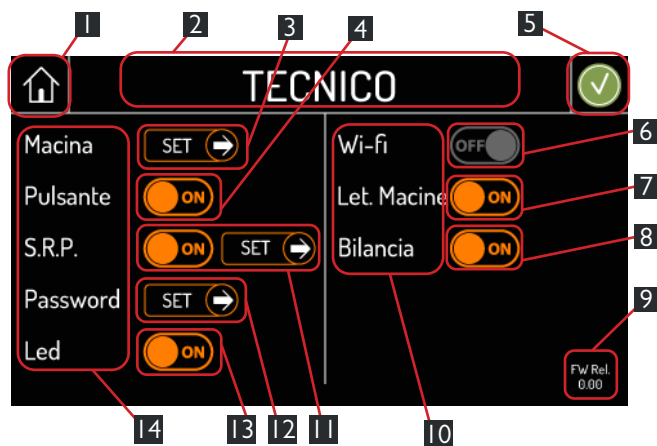 1 2 3 4 5
TECNICO
Macina SET Wi-fi OFF 6
Pulsante ON Let. Macine ON 7
S.R.P. ON SET Bilancia ON 8
Password SET 9
Led ON FW Rel.
0.00
14 13 12 11 10